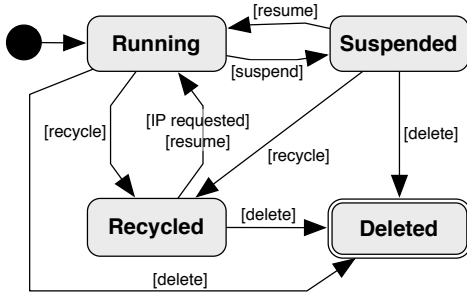 [resume]
Running
Suspended
[suspend]
[recycle]
[IP requested]
[resume]
[delete]
[recycle]
Recycled
[delete]
Deleted
[delete]